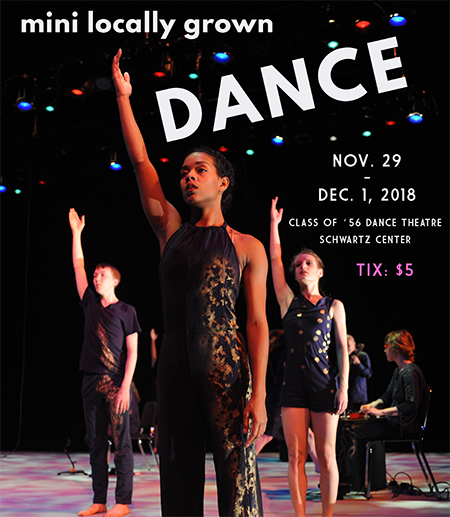 mini locally grown
DANCE
NOV. 29
-
DEC. 1, 2018
CLASS OF '56 DANCE THEATRE
SCHWARTZ CENTER
TIX: $5